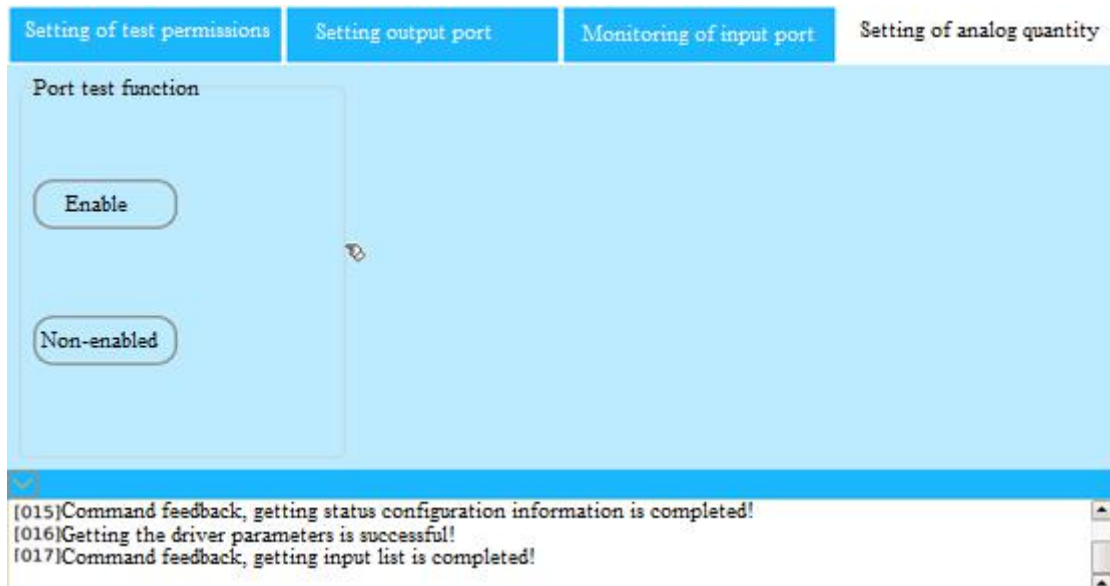 Setting of test permissions
Setting output port
Monitoring of input port
Setting of analog quantity
Port test function
Enable
Non-enabled
[015]Command feedback, getting status configuration information is completed!
[016]Getting the driver parameters is successful!
[017]Command feedback, getting input list is completed!